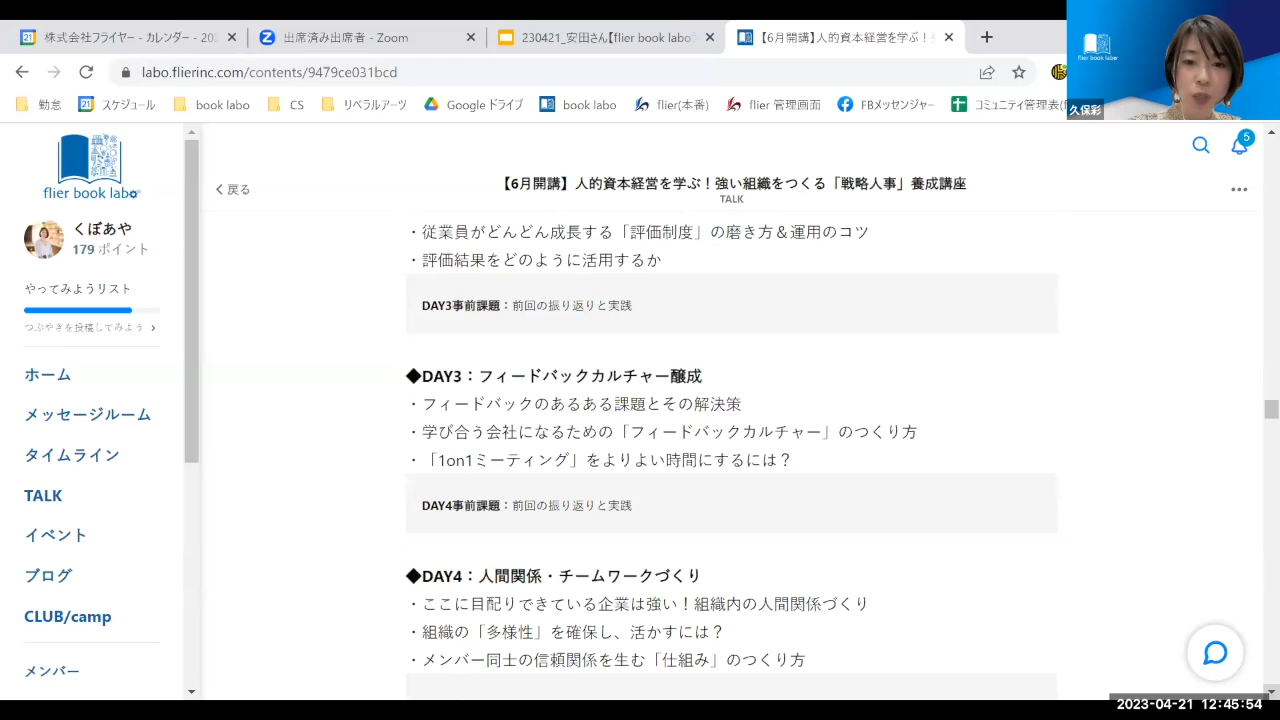 株式会社フライヤー - カレンダー - 202
出席済み出席者 - Zoom
230421_安田さん【flier book labo
【6月開講】人的資本経営を学ぶ！
labo.flierinc.com/contents/9479ce031bcd
flier book labo
久保彩
勤怠
スケジュール
book labo
CS
リベラルアーツ
Google ドライブ
book labo
flier(本番)
flier 管理画面
FBメッセンジャー
コミュニティ管理表(
flier book labo
5
戻る
【6月開講】人的資本経営を学ぶ！強い組織をつくる「戦略人事」養成講座
TALK
くぼあや
179 ポイント
やってみようリスト
つぶやきを投稿してみよう
ホーム
メッセージルーム
タイムライン
TALK
イベント
ブログ
CLUB/camp
メンバー
・従業員がどんどん成長する「評価制度」の磨き方＆運用のコツ
・評価結果をどのように活用するか
DAY3事前課題：前回の振り返りと実践
◆DAY3：フィードバックカルチャー醸成
・フィードバックのあるある課題とその解決策
・学び合う会社になるための「フィードバックカルチャー」のつくり方
・「1on1ミーティング」をよりよい時間にするには？
DAY4事前課題：前回の振り返りと実践
◆DAY4：人間関係・チームワークづくり
・ここに目配りできている企業は強い！組織内の人間関係づくり
・組織の「多様性」を確保し、活かすには？
・メンバー同士の信頼関係を生む「仕組み」のつくり方
2023-04-21 12:45:54